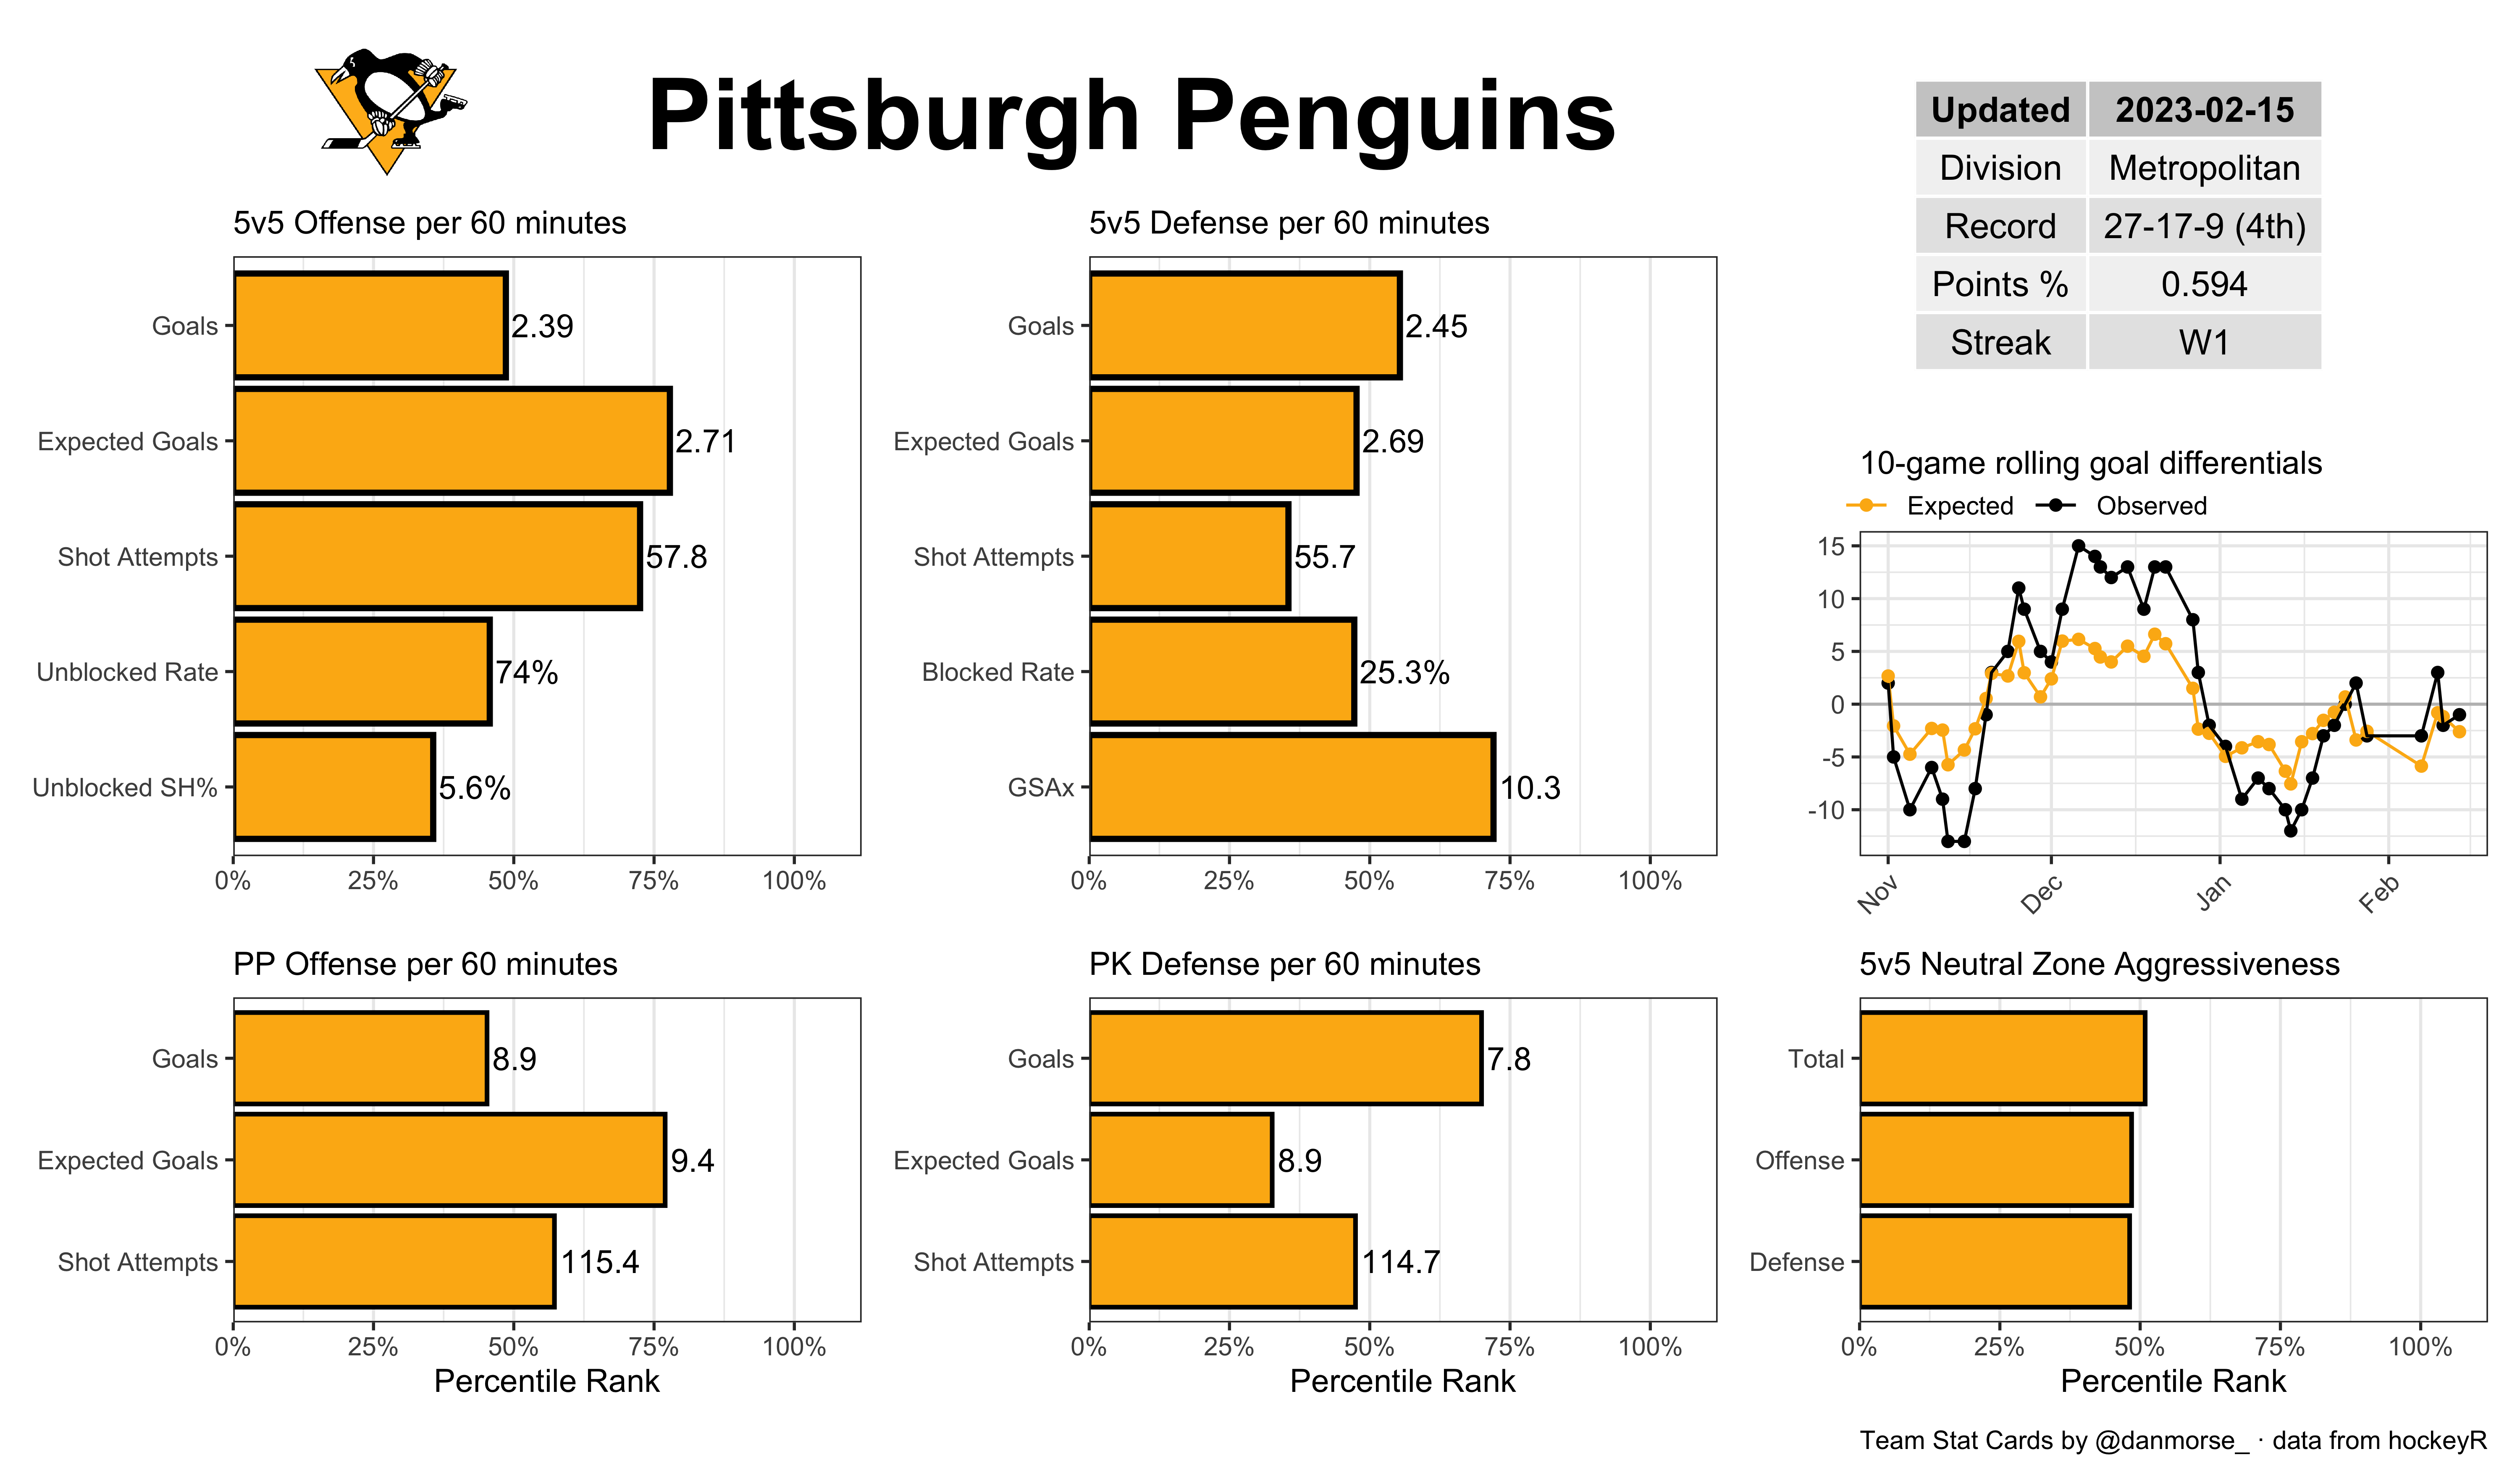 Pittsburgh Penguins
Updated 2023-02-15
Division Metropolitan
Record 27-17-9 (4th)
Points % 0.594
Streak W1
5v5 Offense per 60 minutes
Goals 2.39
Expected Goals 2.71
Shot Attempts 57.8
Unblocked Rate 74%
Unblocked SH% 5.6%
0% 25% 50% 75% 100%
5v5 Defense per 60 minutes
Goals 2.45
Expected Goals 2.69
Shot Attempts 55.7
Blocked Rate 25.3%
GSAx 10.3
0% 25% 50% 75% 100%
10-game rolling goal differentials
Expected Observed
15
10
5
0
-5
-10
Nov Dec Jan Feb
PP Offense per 60 minutes
Goals 8.9
Expected Goals 9.4
Shot Attempts 115.4
0% 25% 50% 75% 100%
Percentile Rank
PK Defense per 60 minutes
Goals 7.8
Expected Goals 8.9
Shot Attempts 114.7
0% 25% 50% 75% 100%
Percentile Rank
5v5 Neutral Zone Aggressiveness
Total
Offense
Defense
0% 25% 50% 75% 100%
Percentile Rank
Team Stat Cards by @danmorse_ · data from hockeyR